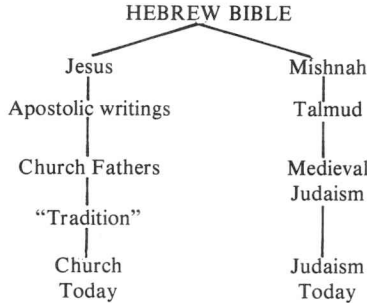 HEBREW BIBLE
Jesus
Mishnah
Apostolic writings
Talmud
Church Fathers
Medieval
Judaism
“Tradition”
Church
Today
Judaism
Today